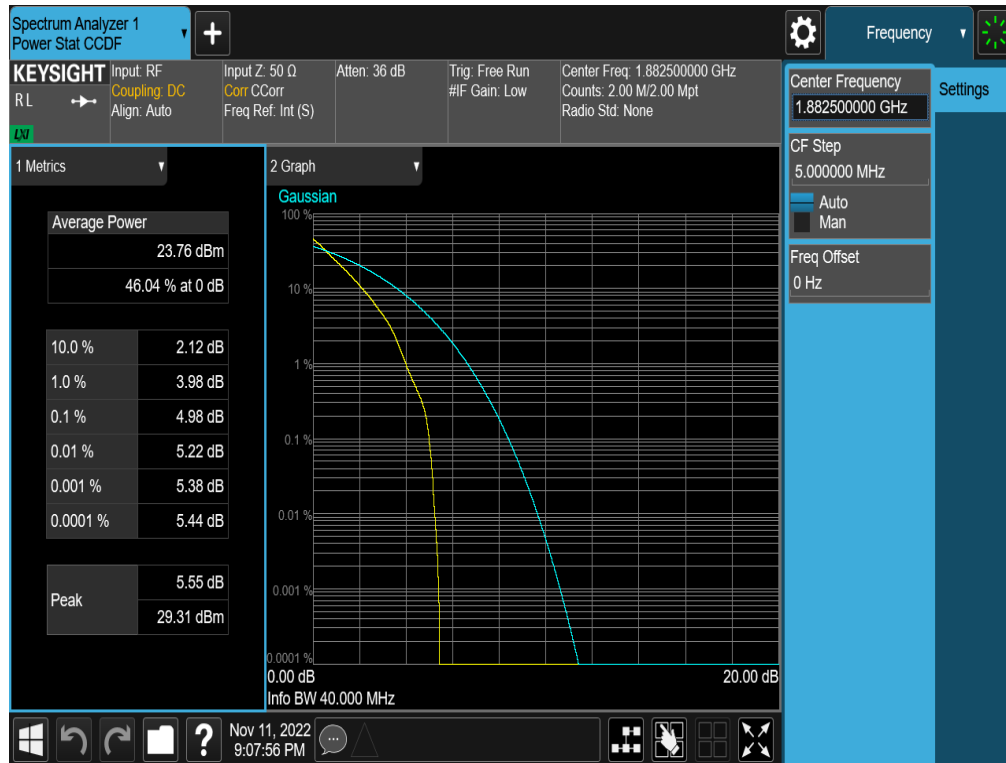 Spectrum Analyzer 1
Power Stat CCDF
+
Frequency
KEYSIGHT
RL
LXI
Input: RF
Coupling: DC
Align: Auto
Input Z: 50 Ω
Corr CCorr
Freq Ref: Int (S)
Atten: 36 dB
Trig: Free Run
#IF Gain: Low
Center Freq: 1.882500000 GHz
Counts: 2.00 M/2.00 Mpt
Radio Std: None
Center Frequency
1.882500000 GHz
Settings
CF Step
5.000000 MHz
Auto
Man
Freq Offset
0 Hz
1 Metrics
Average Power
23.76 dBm
46.04 % at 0 dB
10.0 % 2.12 dB
1.0 % 3.98 dB
0.1 % 4.98 dB
0.01 % 5.22 dB
0.001 % 5.38 dB
0.0001 % 5.44 dB
Peak
5.55 dB
29.31 dBm
2 Graph
Gaussian
100 %
10 %
1 %
0.1 %
0.01 %
0.001 %
0.0001 %
0.00 dB 20.00 dB
Info BW 40.000 MHz
?
Nov 11, 2022
9:07:56 PM